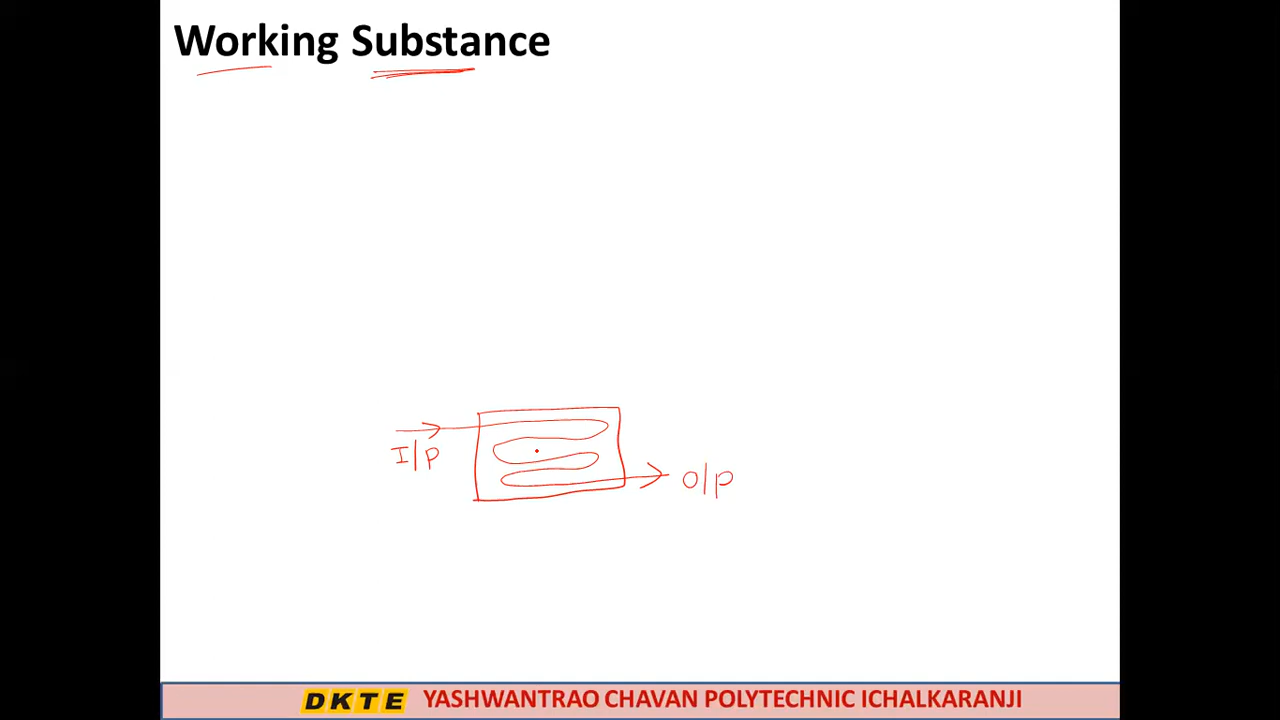 Working Substance
I/P
O/P
DKTE YASHWANTRAO CHAVAN POLYTECHNIC ICHALKARANJI